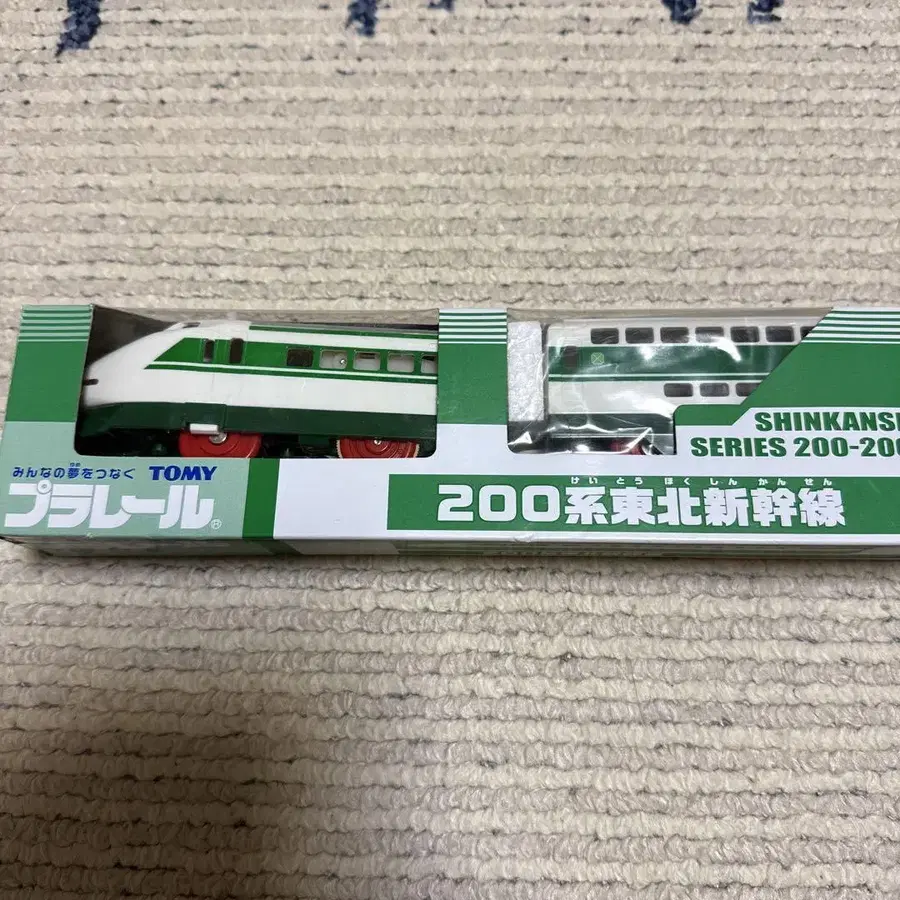 みんなの夢をつなぐ TOMY
ゆめ
プラレール®
SHINKANSE
SERIES 200-200
けいとうほくしんかんせん
200系東北新幹線